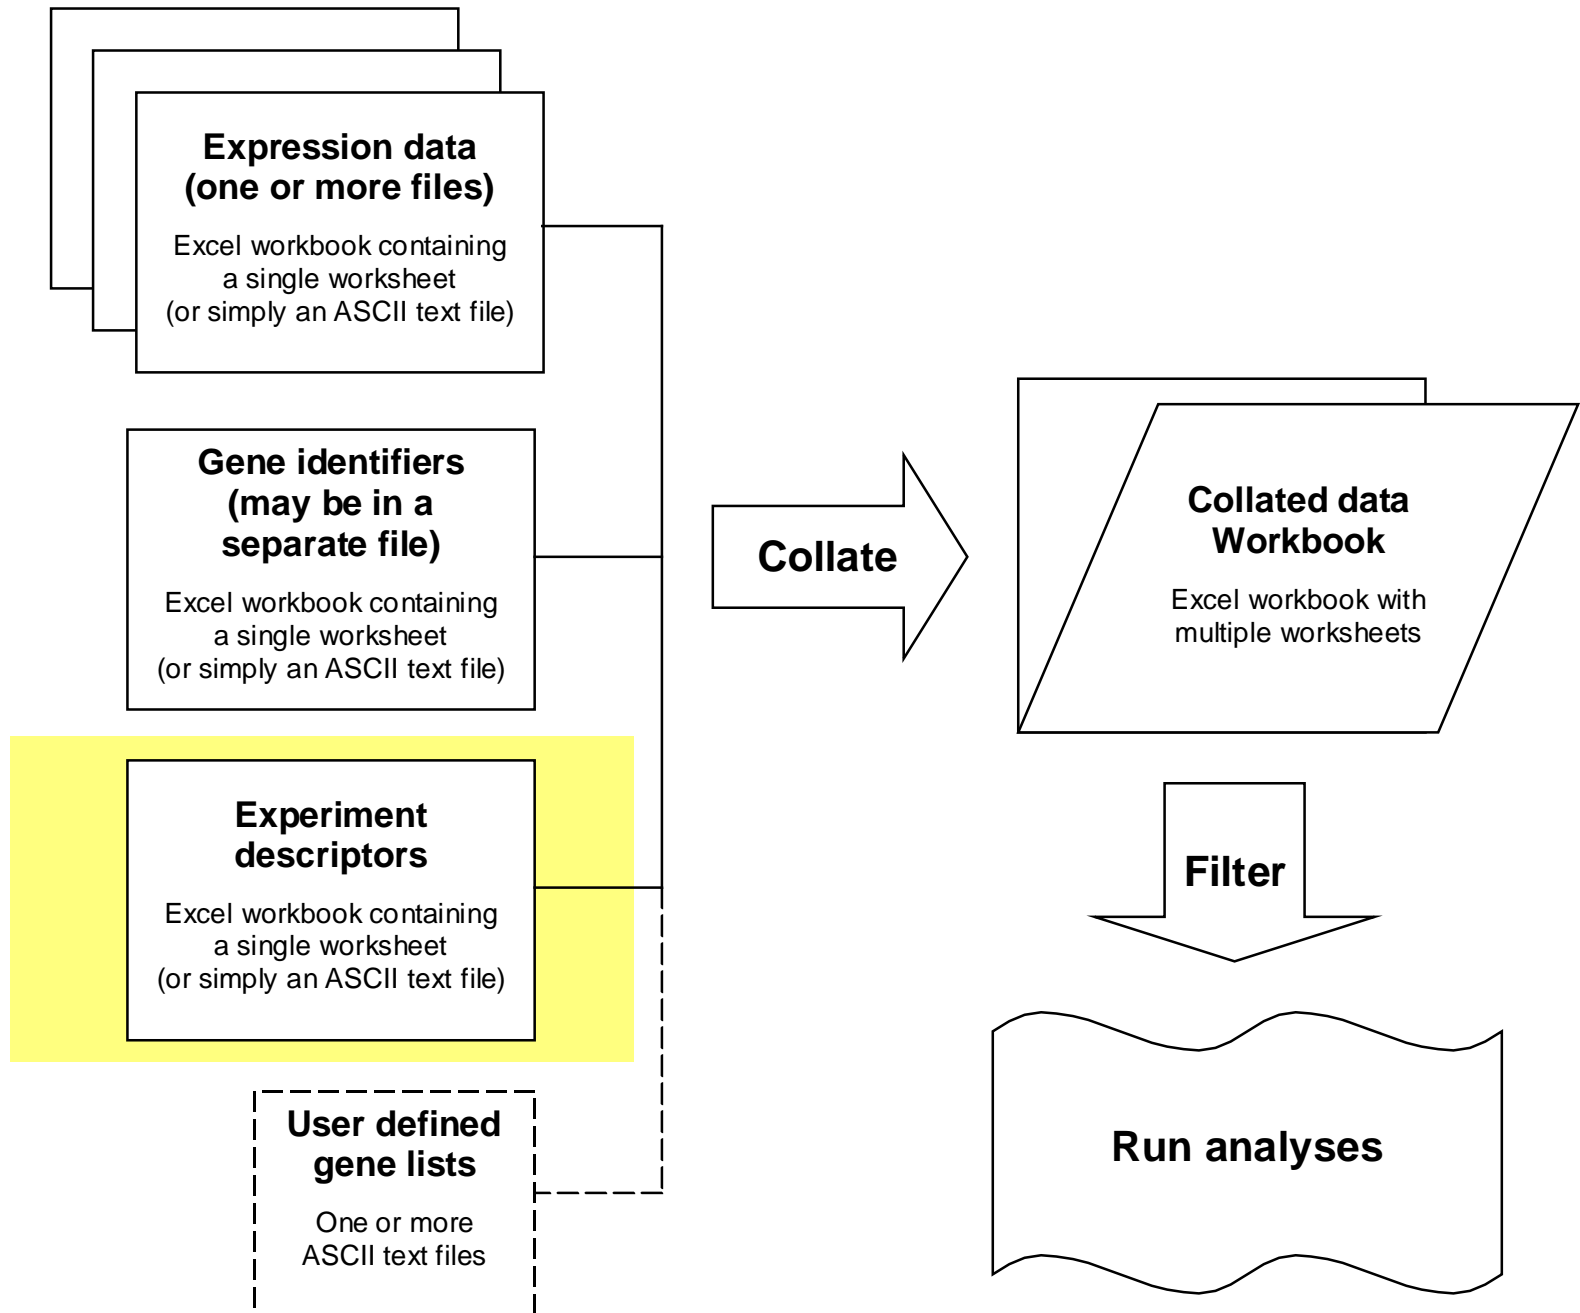 Expression data
(one or more files)
Excel workbook containing
a single worksheet
(or simply an ASCII text file)
Gene identifiers
(may be in a
separate file)
Excel workbook containing
a single worksheet
(or simply an ASCII text file)
Experiment
descriptors
Excel workbook containing
a single worksheet
(or simply an ASCII text file)
User defined
gene lists
One or more
ASCII text files
Collate
Collated data
Workbook
Excel workbook with
multiple worksheets
Filter
Run analyses